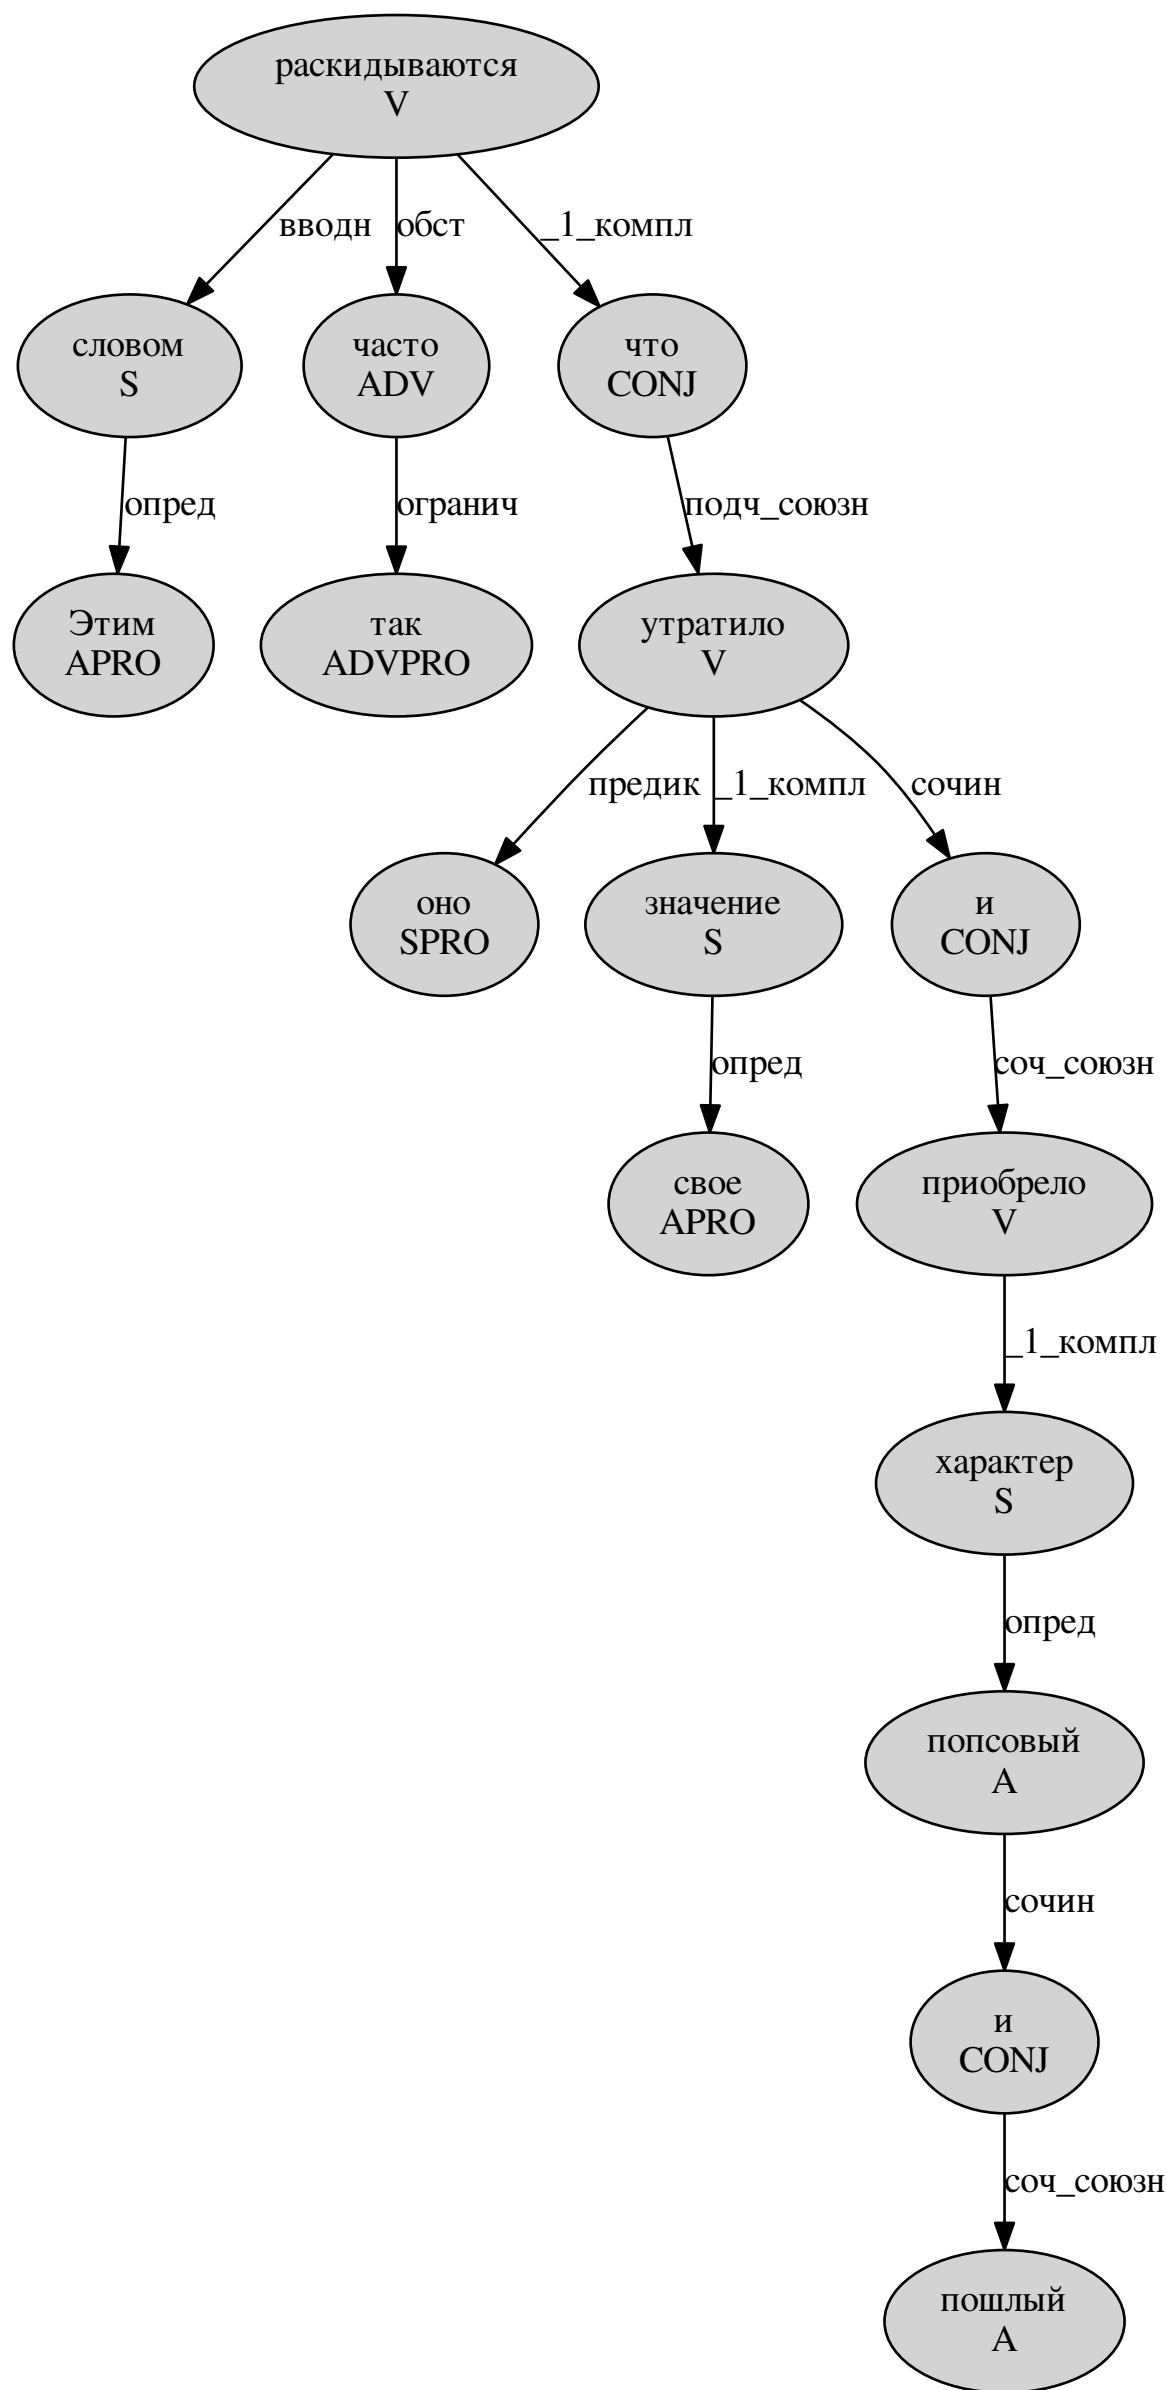 раскидываются
V
вводн обст _1_компл
словом
S
часто
ADV
что
CONJ
опред огранич подч_союзн
Этим
APRO
так
ADVPRO
утратило
V
предик _1_компл сочин
оно
SPRO
значение
S
и
CONJ
опред соч_союзн
свое
APRO
приобрело
V
_1_компл
характер
S
опред
попсовый
A
сочин
и
CONJ
соч_союзн
пошлый
A